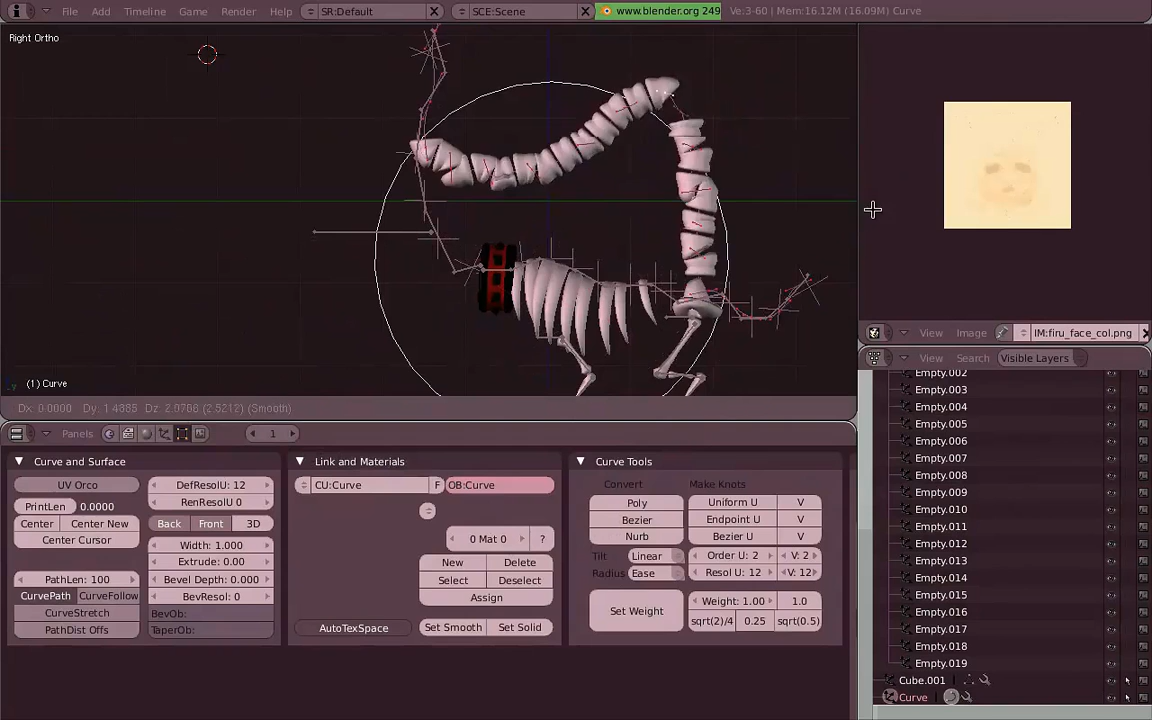 File Add Timeline Game Render Help SR:Default SCE:Scene www.blender.org 249 Ve:3-60 | Mem:16.12M (16.09M) Curve
Right Ortho
(1) Curve
Dx: 0.0000 Dy: 1.4885 Dz: 2.0708 (2.5212) (Smooth)
View Image IM:firu_face_col.png
View Search Visible Layers
Empty.002
Empty.003
Empty.004
Empty.005
Empty.006
Empty.007
Empty.008
Empty.009
Empty.010
Empty.011
Empty.012
Empty.013
Empty.014
Empty.015
Empty.016
Empty.017
Empty.018
Empty.019
Cube.001
Curve
Panels 1
Curve and Surface
UV Orco
PrintLen 0.0000
Center Center New
Center Cursor
PathLen: 100
CurvePath CurveFollow
CurveStretch
PathDist Offs
DefResolU: 12
RenResolU 0
Back Front 3D
Width: 1.000
Extrude: 0.00
Bevel Depth: 0.000
BevResol: 0
BevOb:
TaperOb:
Link and Materials
CU:Curve F OB:Curve
0 Mat 0 ?
New Delete
Select Deselect
Assign
AutoTexSpace Set Smooth Set Solid
Curve Tools
Convert Make Knots
Poly Uniform U V
Bezier Endpoint U V
Nurb Bezier U V
Tilt Linear Order U: 2 V: 2
Radius Ease Resol U: 12 V: 12
Set Weight Weight: 1.00 1.0
sqrt(2)/4 0.25 sqrt(0.5)